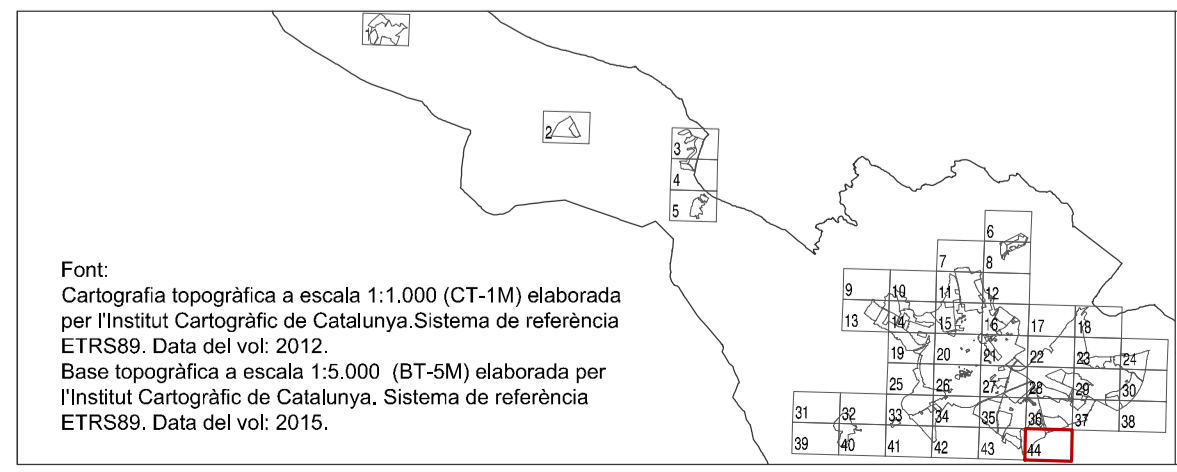 1
2
3
4
5
6
7 8
9 10 11 12
13 14 15 16 17 18
19 20 21 22 23 24
25 26 27 28 29 30
31 32 33 34 35 36 37 38
39 40 41 42 43 44
Font:
Cartografia topogràfica a escala 1:1.000 (CT-1M) elaborada
per l'Institut Cartogràfic de Catalunya.Sistema de referència
ETRS89. Data del vol: 2012.
Base topogràfica a escala 1:5.000 (BT-5M) elaborada per
l'Institut Cartogràfic de Catalunya. Sistema de referència
ETRS89. Data del vol: 2015.